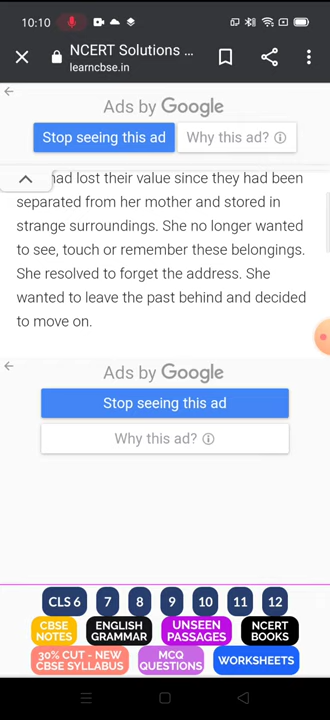 10:10
NCERT Solutions ...
learncbse.in
Ads by Google
Stop seeing this ad
Why this ad?
had lost their value since they had been
separated from her mother and stored in
strange surroundings. She no longer wanted
to see, touch or remember these belongings.
She resolved to forget the address. She
wanted to leave the past behind and decided
to move on.
Ads by Google
Stop seeing this ad
Why this ad?
CLS 6 7 8 9 10 11 12
CBSE NOTES
ENGLISH GRAMMAR
UNSEEN PASSAGES
NCERT BOOKS
30% CUT - NEW CBSE SYLLABUS
MCQ QUESTIONS
WORKSHEETS